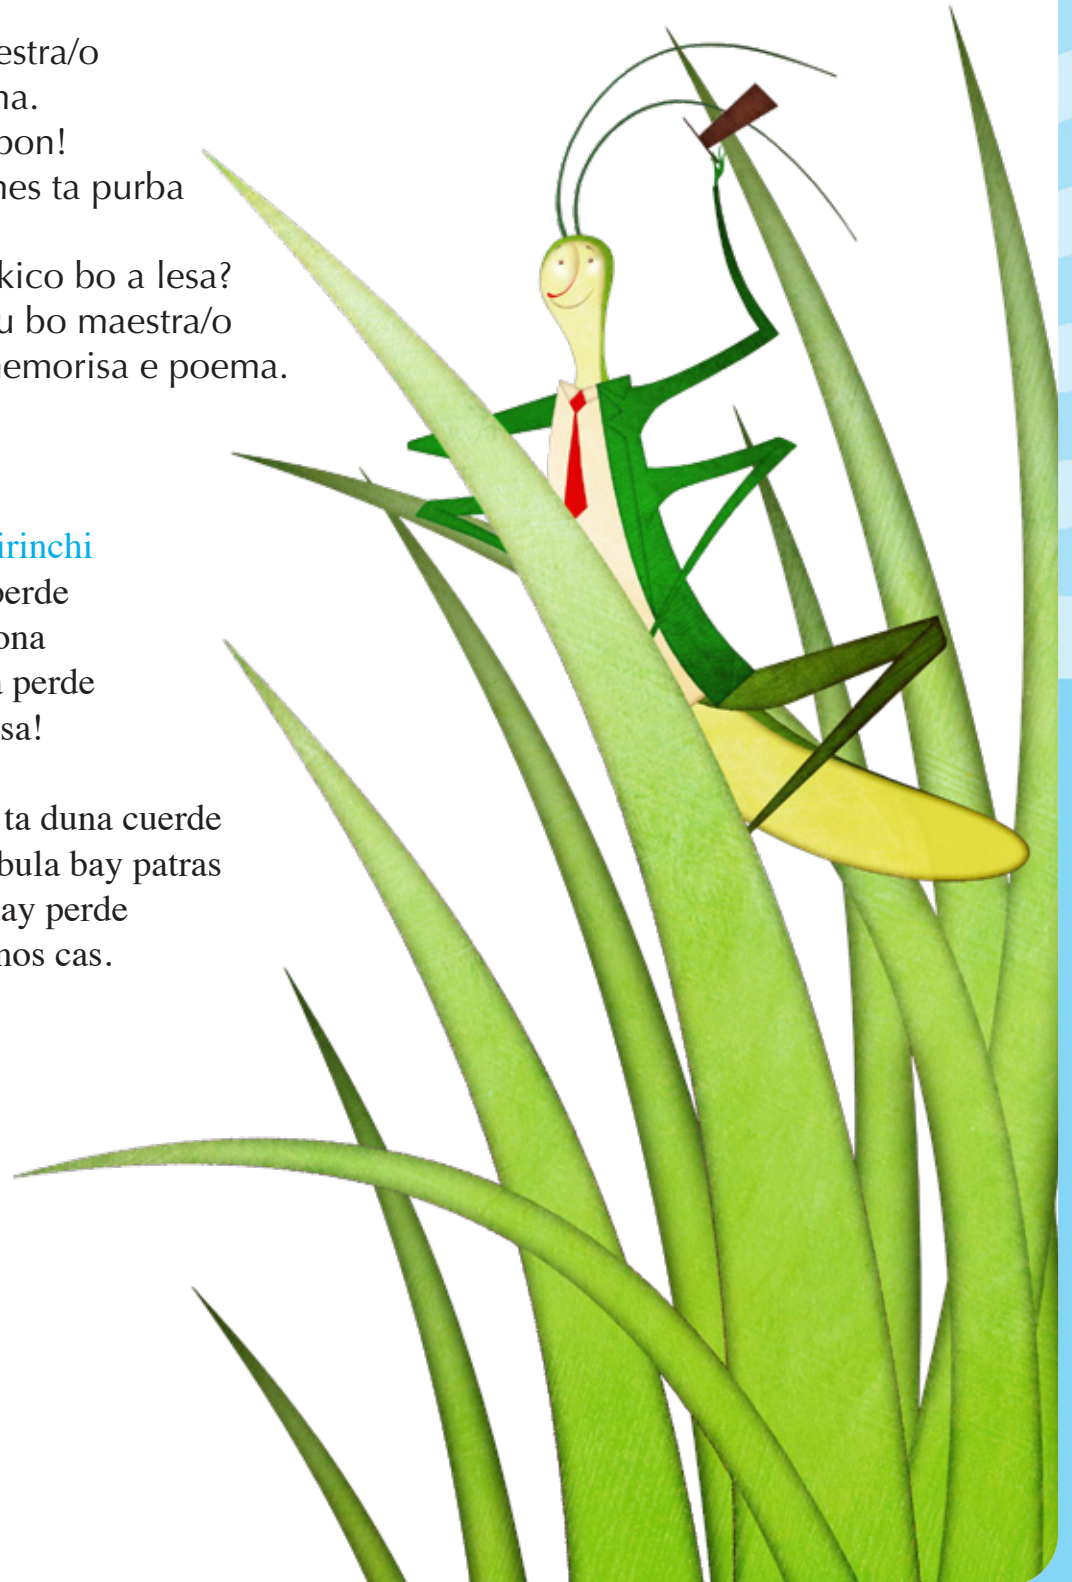 estra/o
na.
bon!
nes ta purba
kico bo a lesa?
u bo maestra/o
emorisa e poema.
irinchi
perde
ona
a perde
sa!
ta duna cuerde
bula bay patras
ay perde
nos cas.